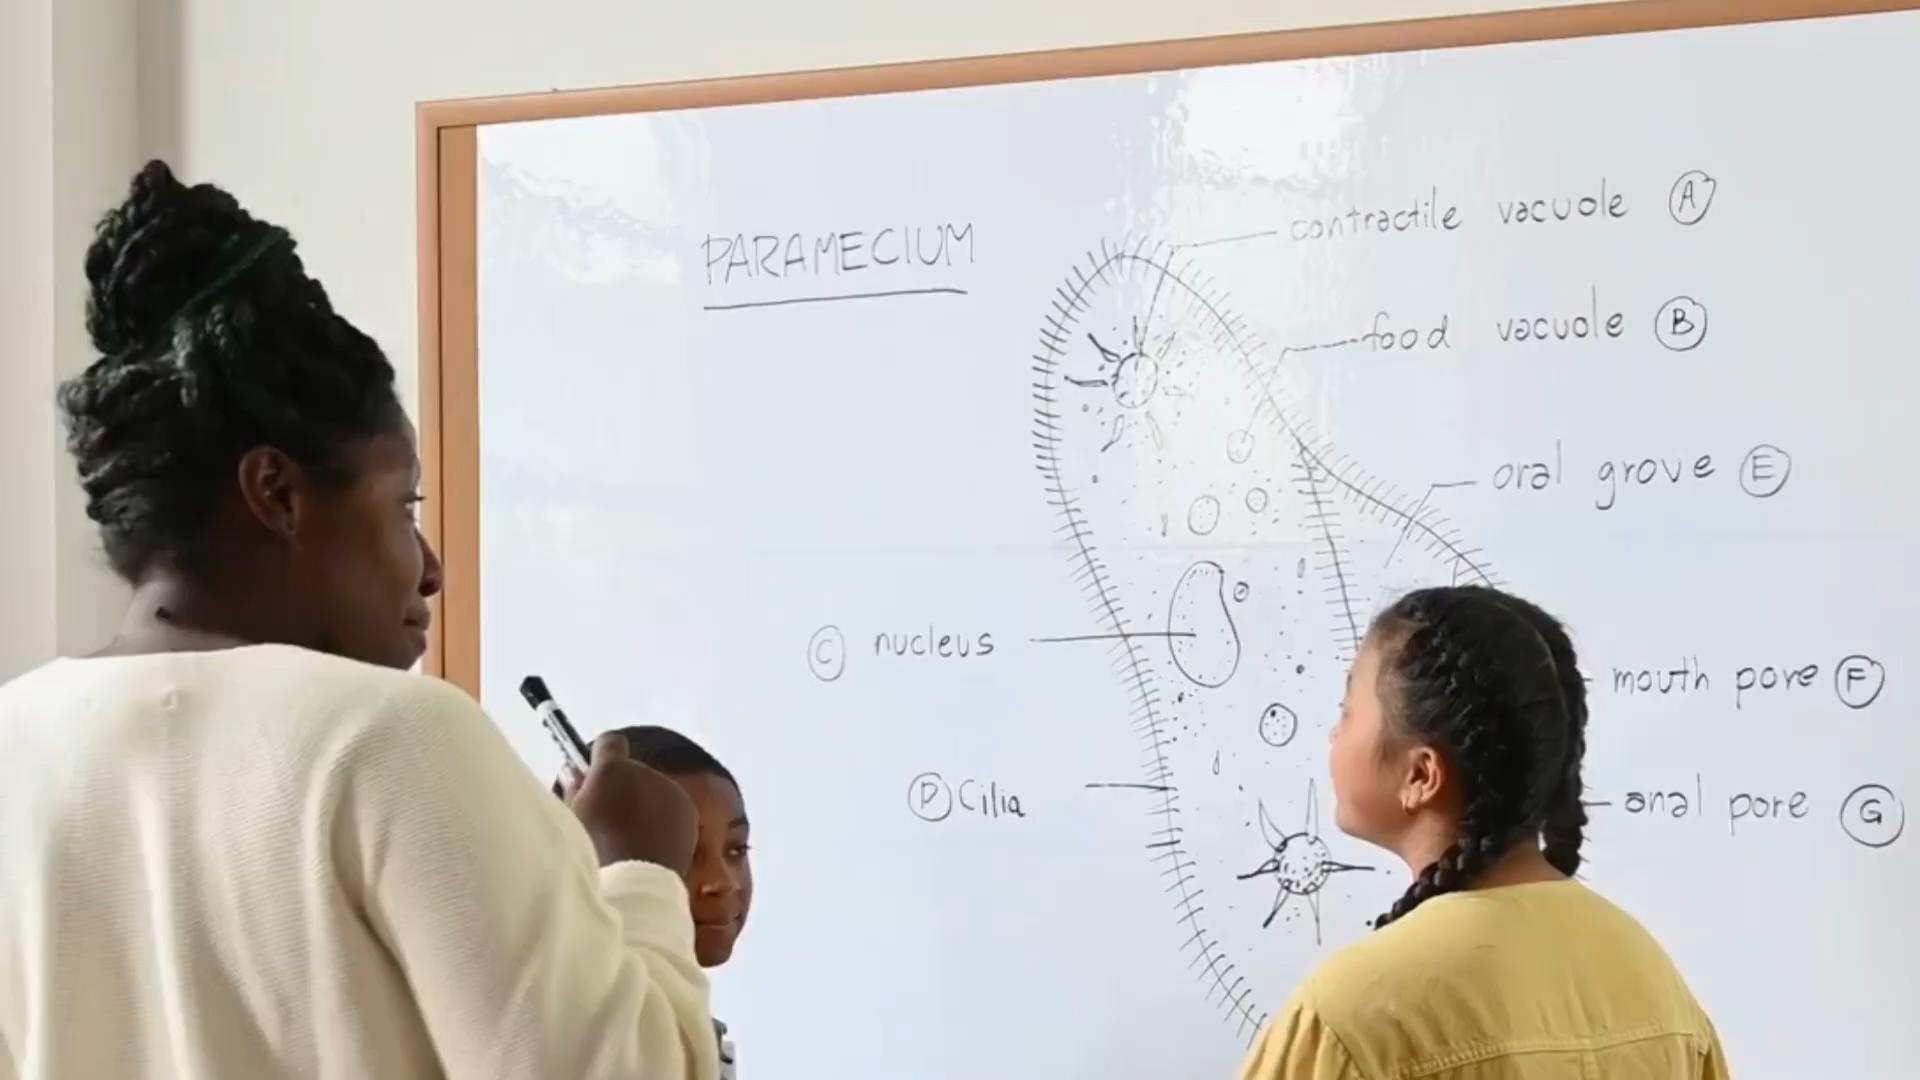 PARAMECIUM
contractile vacuole A
food vacuole B
oral grove E
C nucleus
mouth pore F
D Cilia
anal pore G